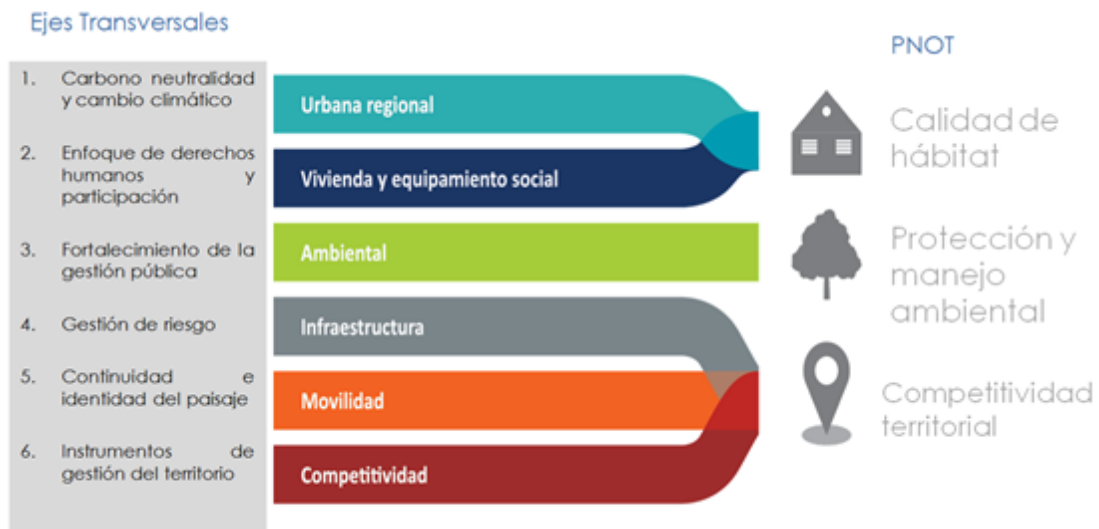 Ejes Transversales
1. Carbono neutralidad
y cambio climático
2. Enfoque de derechos
humanos y
participación
3. Fortalecimiento de la
gestión pública
4. Gestión de riesgo
5. Continuidad e
identidad del paisaje
6. Instrumentos de
gestión del territorio
Urbana regional
Vivienda y equipamiento social
Ambiental
Infraestructura
Movilidad
Competitividad
PNOT
Calidad de
hábitat
Protección y
manejo
ambiental
Competitividad
territorial